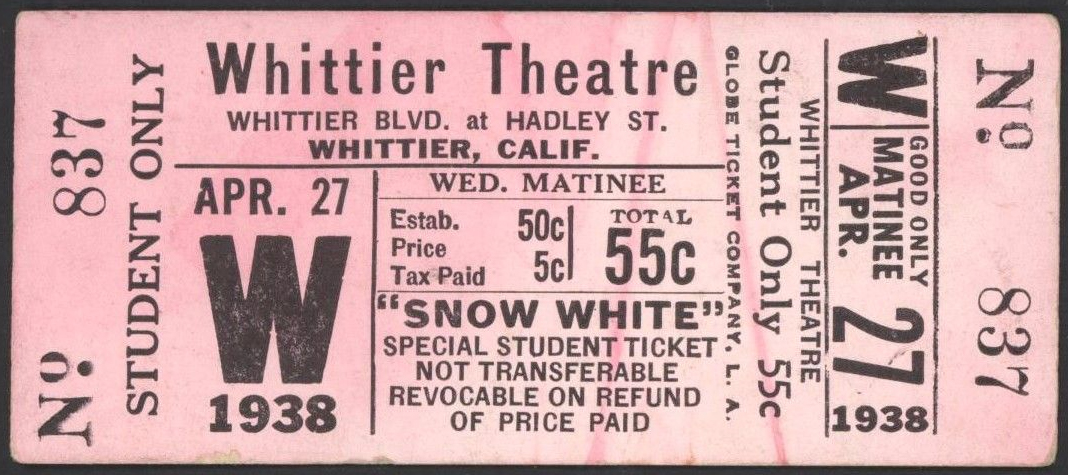 Nº 837
STUDENT ONLY
Whittier Theatre
WHITTIER BLVD. at HADLEY ST.
WHITTIER, CALIF.
APR. 27
W
1938
WED. MATINEE
Estab. 50c
Price
Tax Paid 5c
TOTAL
55c
"SNOW WHITE"
SPECIAL STUDENT TICKET
NOT TRANSFERABLE
REVOCABLE ON REFUND
OF PRICE PAID
GLOBE TICKET COMPANY, L. A.
Student Only 55c
WHITTIER THEATRE
W
GOOD ONLY
MATINEE
APR. 27
1938
Nº 837